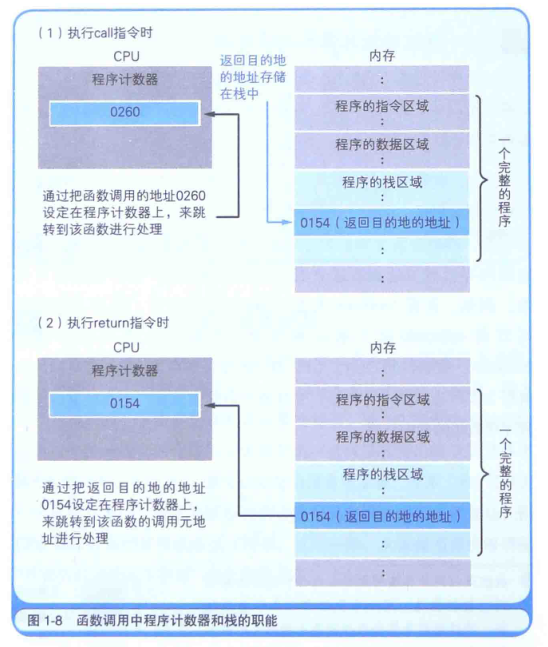 （1）执行call指令时
CPU
程序计数器
0260
通过把函数调用的地址0260
设定在程序计数器上，来跳
转到该函数进行处理
返回目的地
的地址存储
在栈中
内存
:
程序的指令区域
:
程序的数据区域
:
程序的栈区域
:
0154（返回目的地的地址）
:
:
一个完整的程序
（2）执行return指令时
CPU
程序计数器
0154
通过把返回目的地的地址
0154设定在程序计数器上，
来跳转到该函数的调用元地
址进行处理
内存
:
程序的指令区域
:
程序的数据区域
:
程序的栈区域
:
0154（返回目的地的地址）
:
:
一个完整的程序
图 1-8 函数调用中程序计数器和栈的职能